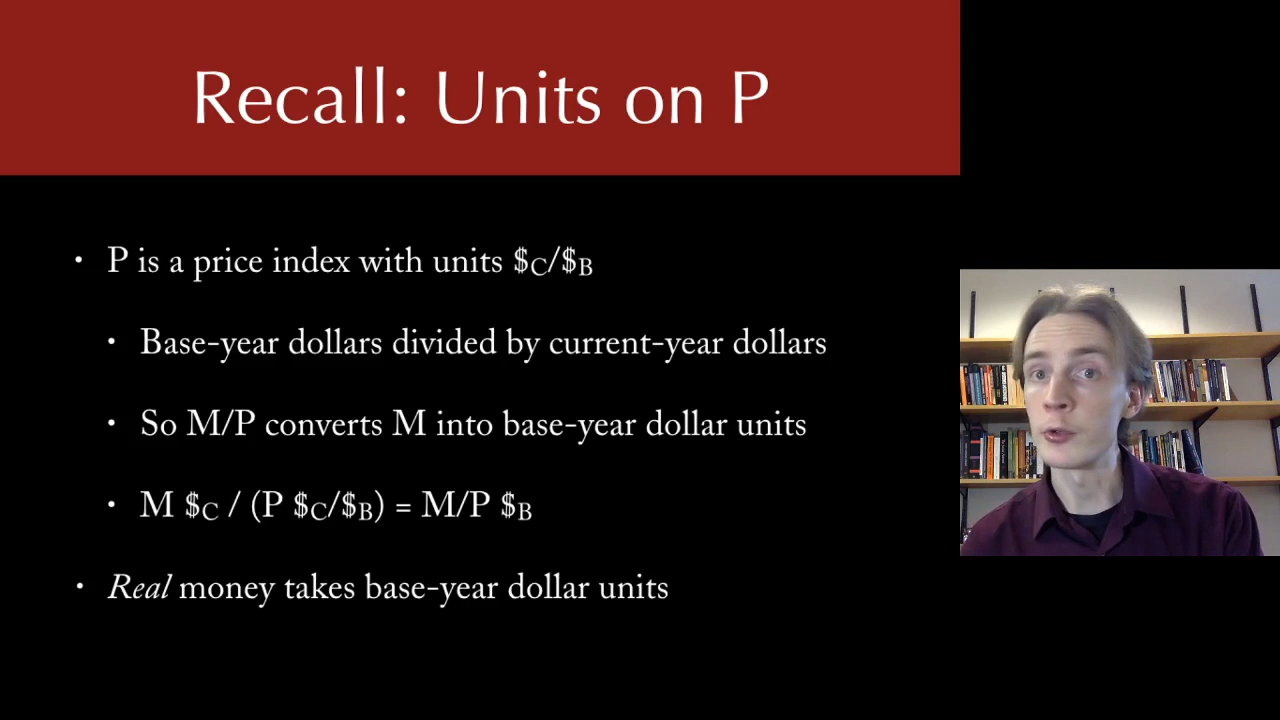 Recall: Units on P
• P is a price index with units $C/$B
• Base-year dollars divided by current-year dollars
• So M/P converts M into base-year dollar units
• M $C / (P $C/$B) = M/P $B
• Real money takes base-year dollar units